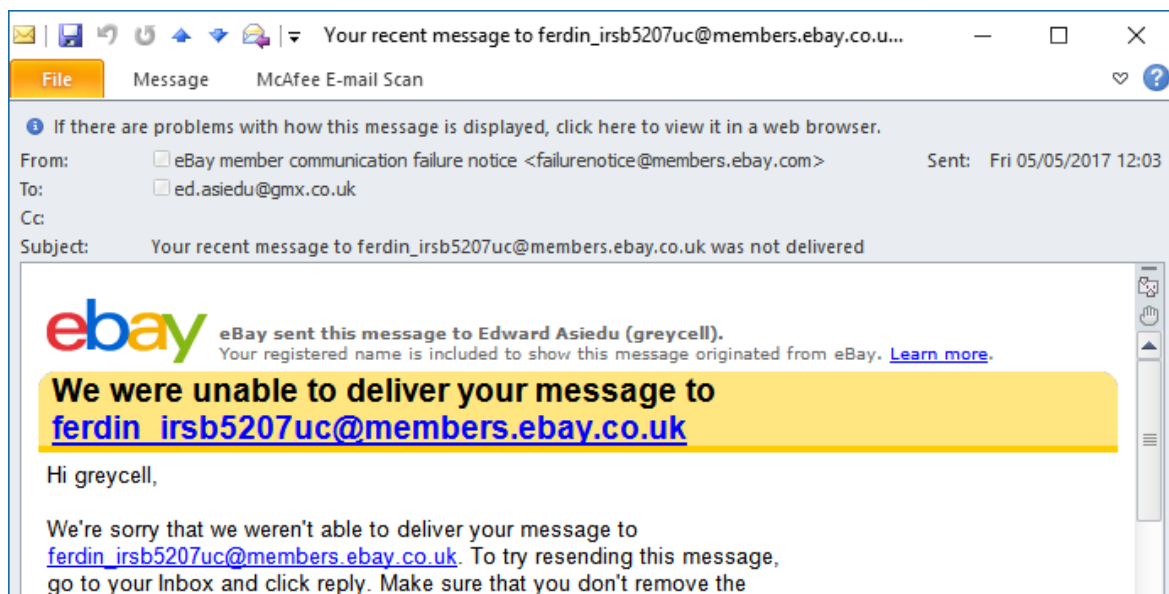 Your recent message to ferdin_irsb5207uc@members.ebay.co.u...
File Message McAfee E-mail Scan
If there are problems with how this message is displayed, click here to view it in a web browser.
From: eBay member communication failure notice <failurenotice@members.ebay.com> Sent: Fri 05/05/2017 12:03
To: ed.asiedu@gmx.co.uk
Cc:
Subject: Your recent message to ferdin_irsb5207uc@members.ebay.co.uk was not delivered
ebay
eBay sent this message to Edward Asiedu (greycell).
Your registered name is included to show this message originated from eBay. Learn more.
We were unable to deliver your message to
ferdin_irsb5207uc@members.ebay.co.uk
Hi greycell,
We're sorry that we weren't able to deliver your message to
ferdin_irsb5207uc@members.ebay.co.uk. To try resending this message,
go to your Inbox and click reply. Make sure that you don't remove the